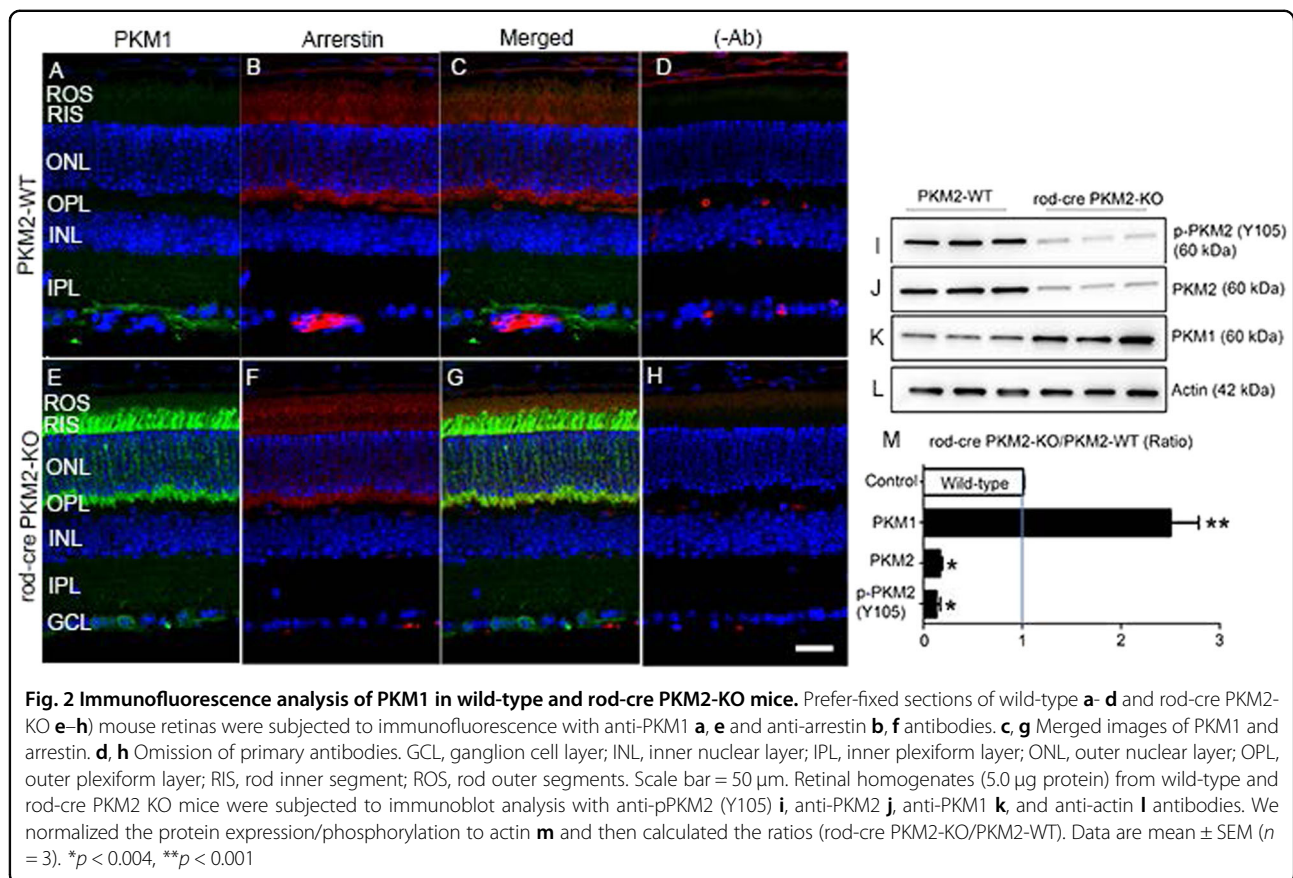 PKM1 Arrerstin Merged (-Ab)
A B C D
ROS
RIS
ONL
OPL
INL
IPL
PKM2-WT
E F G H
ROS
RIS
ONL
OPL
INL
IPL
GCL
rod-cre PKM2-KO
PKM2-WT rod-cre PKM2-KO
I p-PKM2 (Y105)
(60 kDa)
J PKM2 (60 kDa)
K PKM1 (60 kDa)
L Actin (42 kDa)
M rod-cre PKM2-KO/PKM2-WT (Ratio)
Control Wild-type
PKM1 **
PKM2 *
p-PKM2
(Y105) *
0 1 2 3
Fig. 2 Immunofluorescence analysis of PKM1 in wild-type and rod-cre PKM2-KO mice. Prefer-fixed sections of wild-type a- d and rod-cre PKM2-
KO e–h) mouse retinas were subjected to immunofluorescence with anti-PKM1 a, e and anti-arrestin b, f antibodies. c, g Merged images of PKM1 and
arrestin. d, h Omission of primary antibodies. GCL, ganglion cell layer; INL, inner nuclear layer; IPL, inner plexiform layer; ONL, outer nuclear layer; OPL,
outer plexiform layer; RIS, rod inner segment; ROS, rod outer segments. Scale bar = 50 μm. Retinal homogenates (5.0 μg protein) from wild-type and
rod-cre PKM2 KO mice were subjected to immunoblot analysis with anti-pPKM2 (Y105) i, anti-PKM2 j, anti-PKM1 k, and anti-actin l antibodies. We
normalized the protein expression/phosphorylation to actin m and then calculated the ratios (rod-cre PKM2-KO/PKM2-WT). Data are mean ± SEM (n
= 3). *p < 0.004, **p < 0.001